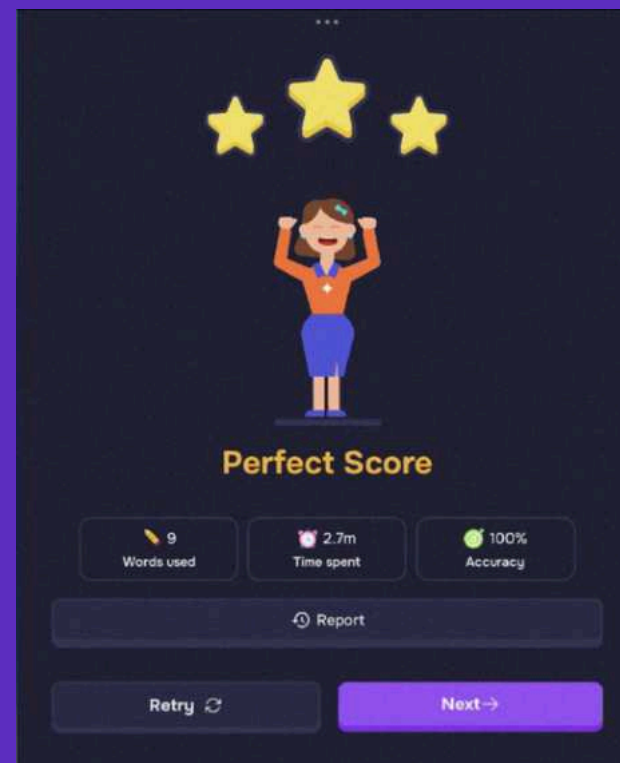 Perfect Score
9
Words used
2.7m
Time spent
100%
Accuracy
Report
Retry
Next→